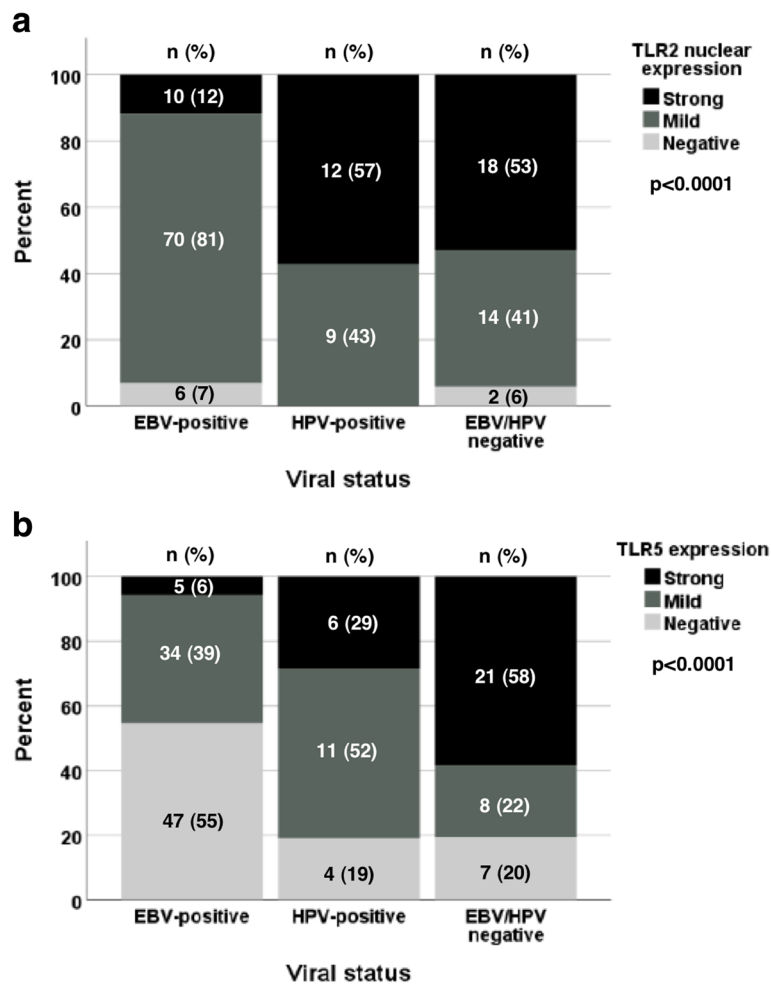 a
n (%)
n (%)
n (%)
TLR2 nuclear
expression
Strong
Mild
Negative
p<0.0001
Percent
100
80
60
40
20
0
10 (12)
70 (81)
6 (7)
12 (57)
9 (43)
18 (53)
14 (41)
2 (6)
EBV-positive
HPV-positive
EBV/HPV
negative
Viral status
b
n (%)
n (%)
n (%)
TLR5 expression
Strong
Mild
Negative
p<0.0001
Percent
100
80
60
40
20
0
5 (6)
34 (39)
47 (55)
6 (29)
11 (52)
4 (19)
21 (58)
8 (22)
7 (20)
EBV-positive
HPV-positive
EBV/HPV
negative
Viral status